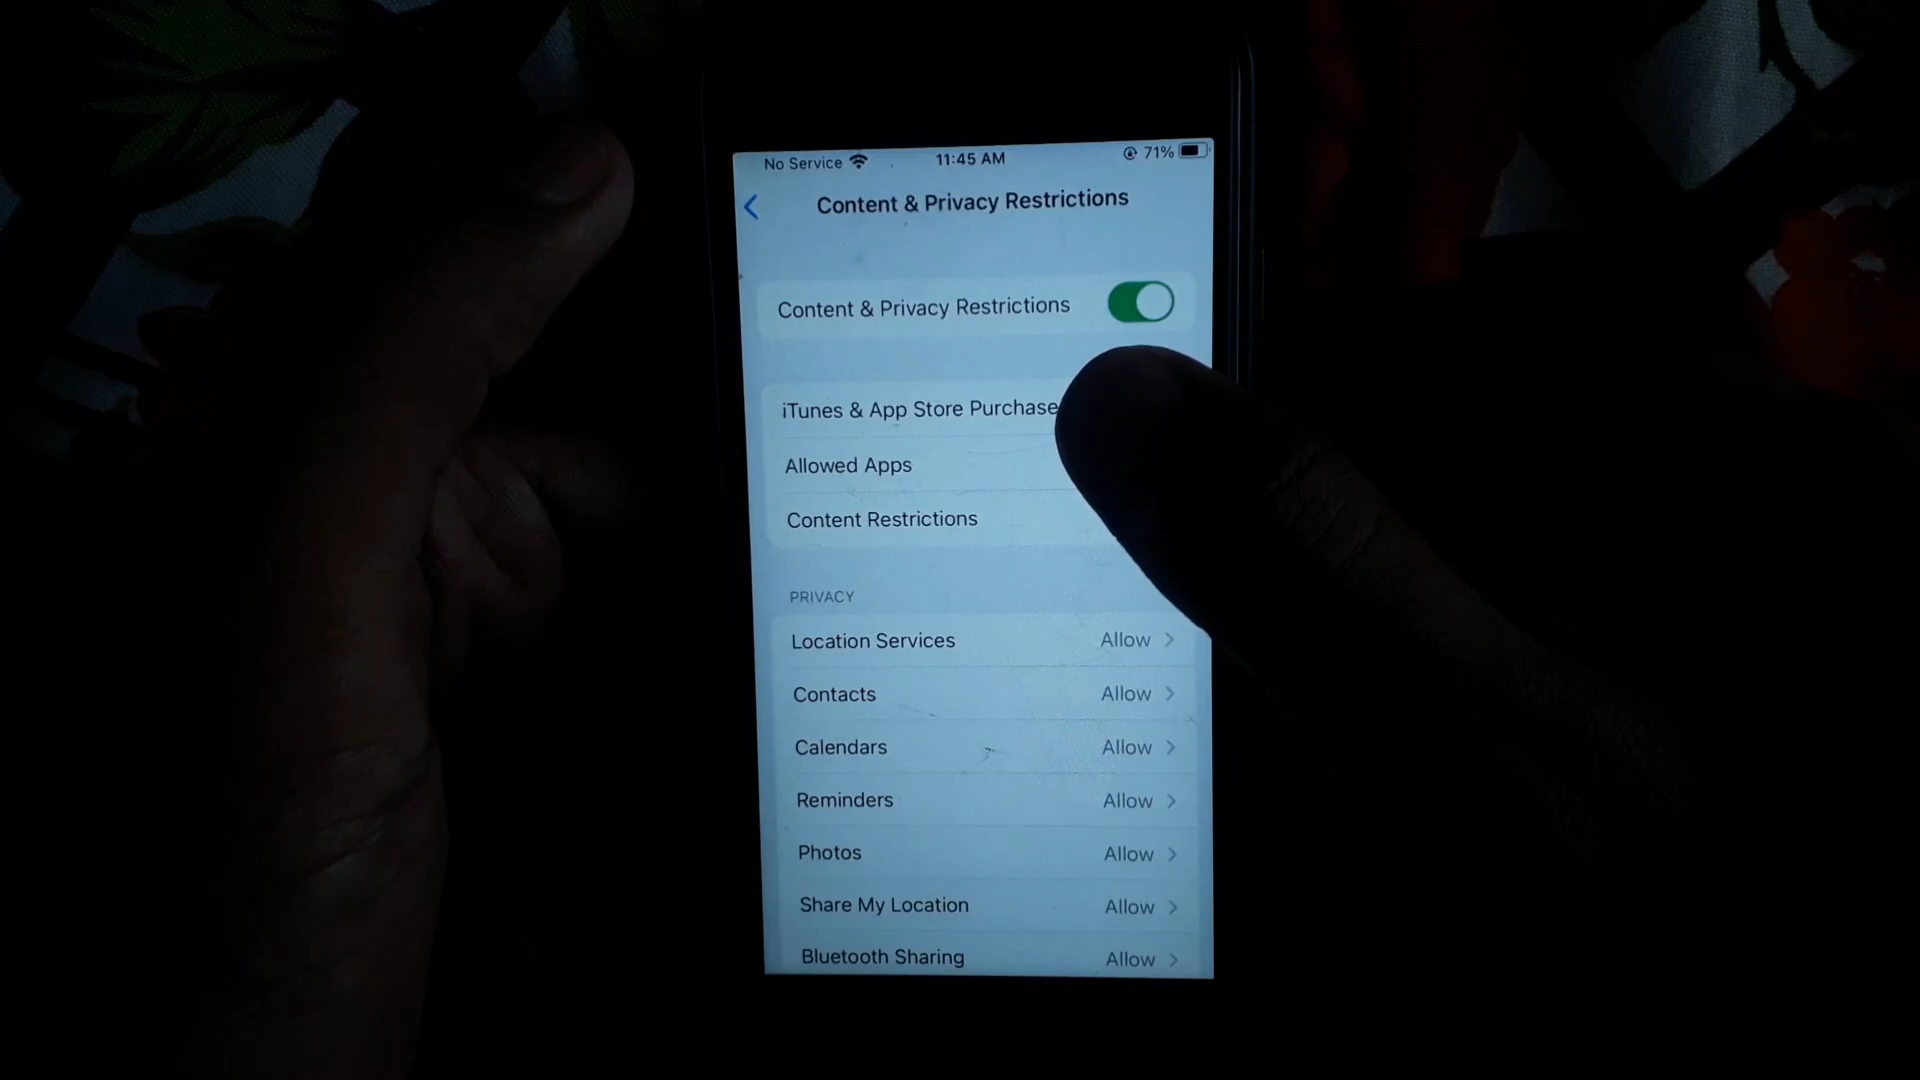 No Service 11:45 AM 71%
Content & Privacy Restrictions
Content & Privacy Restrictions
iTunes & App Store Purchase
Allowed Apps
Content Restrictions
PRIVACY
Location Services Allow
Contacts Allow
Calendars Allow
Reminders Allow
Photos Allow
Share My Location Allow
Bluetooth Sharing Allow